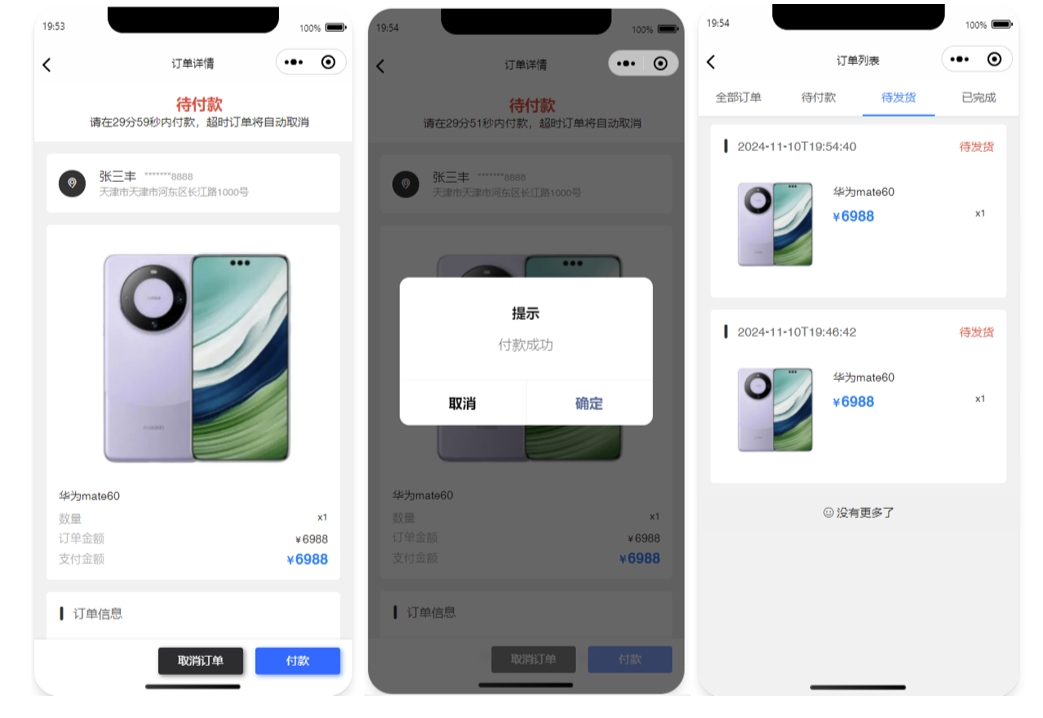 19:53
100%
订单详情
待付款
请在29分59秒内付款，超时订单将自动取消
张三丰 *******8888
天津市天津市河东区长江路1000号
华为mate60
数量 x1
订单金额 ¥6988
支付金额 ¥6988
订单信息
取消订单 付款
19:54
100%
订单详情
待付款
请在29分51秒内付款，超时订单将自动取消
张三丰 *******8888
天津市天津市河东区长江路1000号
提示
付款成功
取消 确定
华为mate60
数量 x1
订单金额 ¥6988
支付金额 ¥6988
订单信息
取消订单 付款
19:54
100%
订单列表
全部订单 待付款 待发货 已完成
2024-11-10T19:54:40 待发货
华为mate60
¥6988 x1
2024-11-10T19:46:42 待发货
华为mate60
¥6988 x1
没有更多了